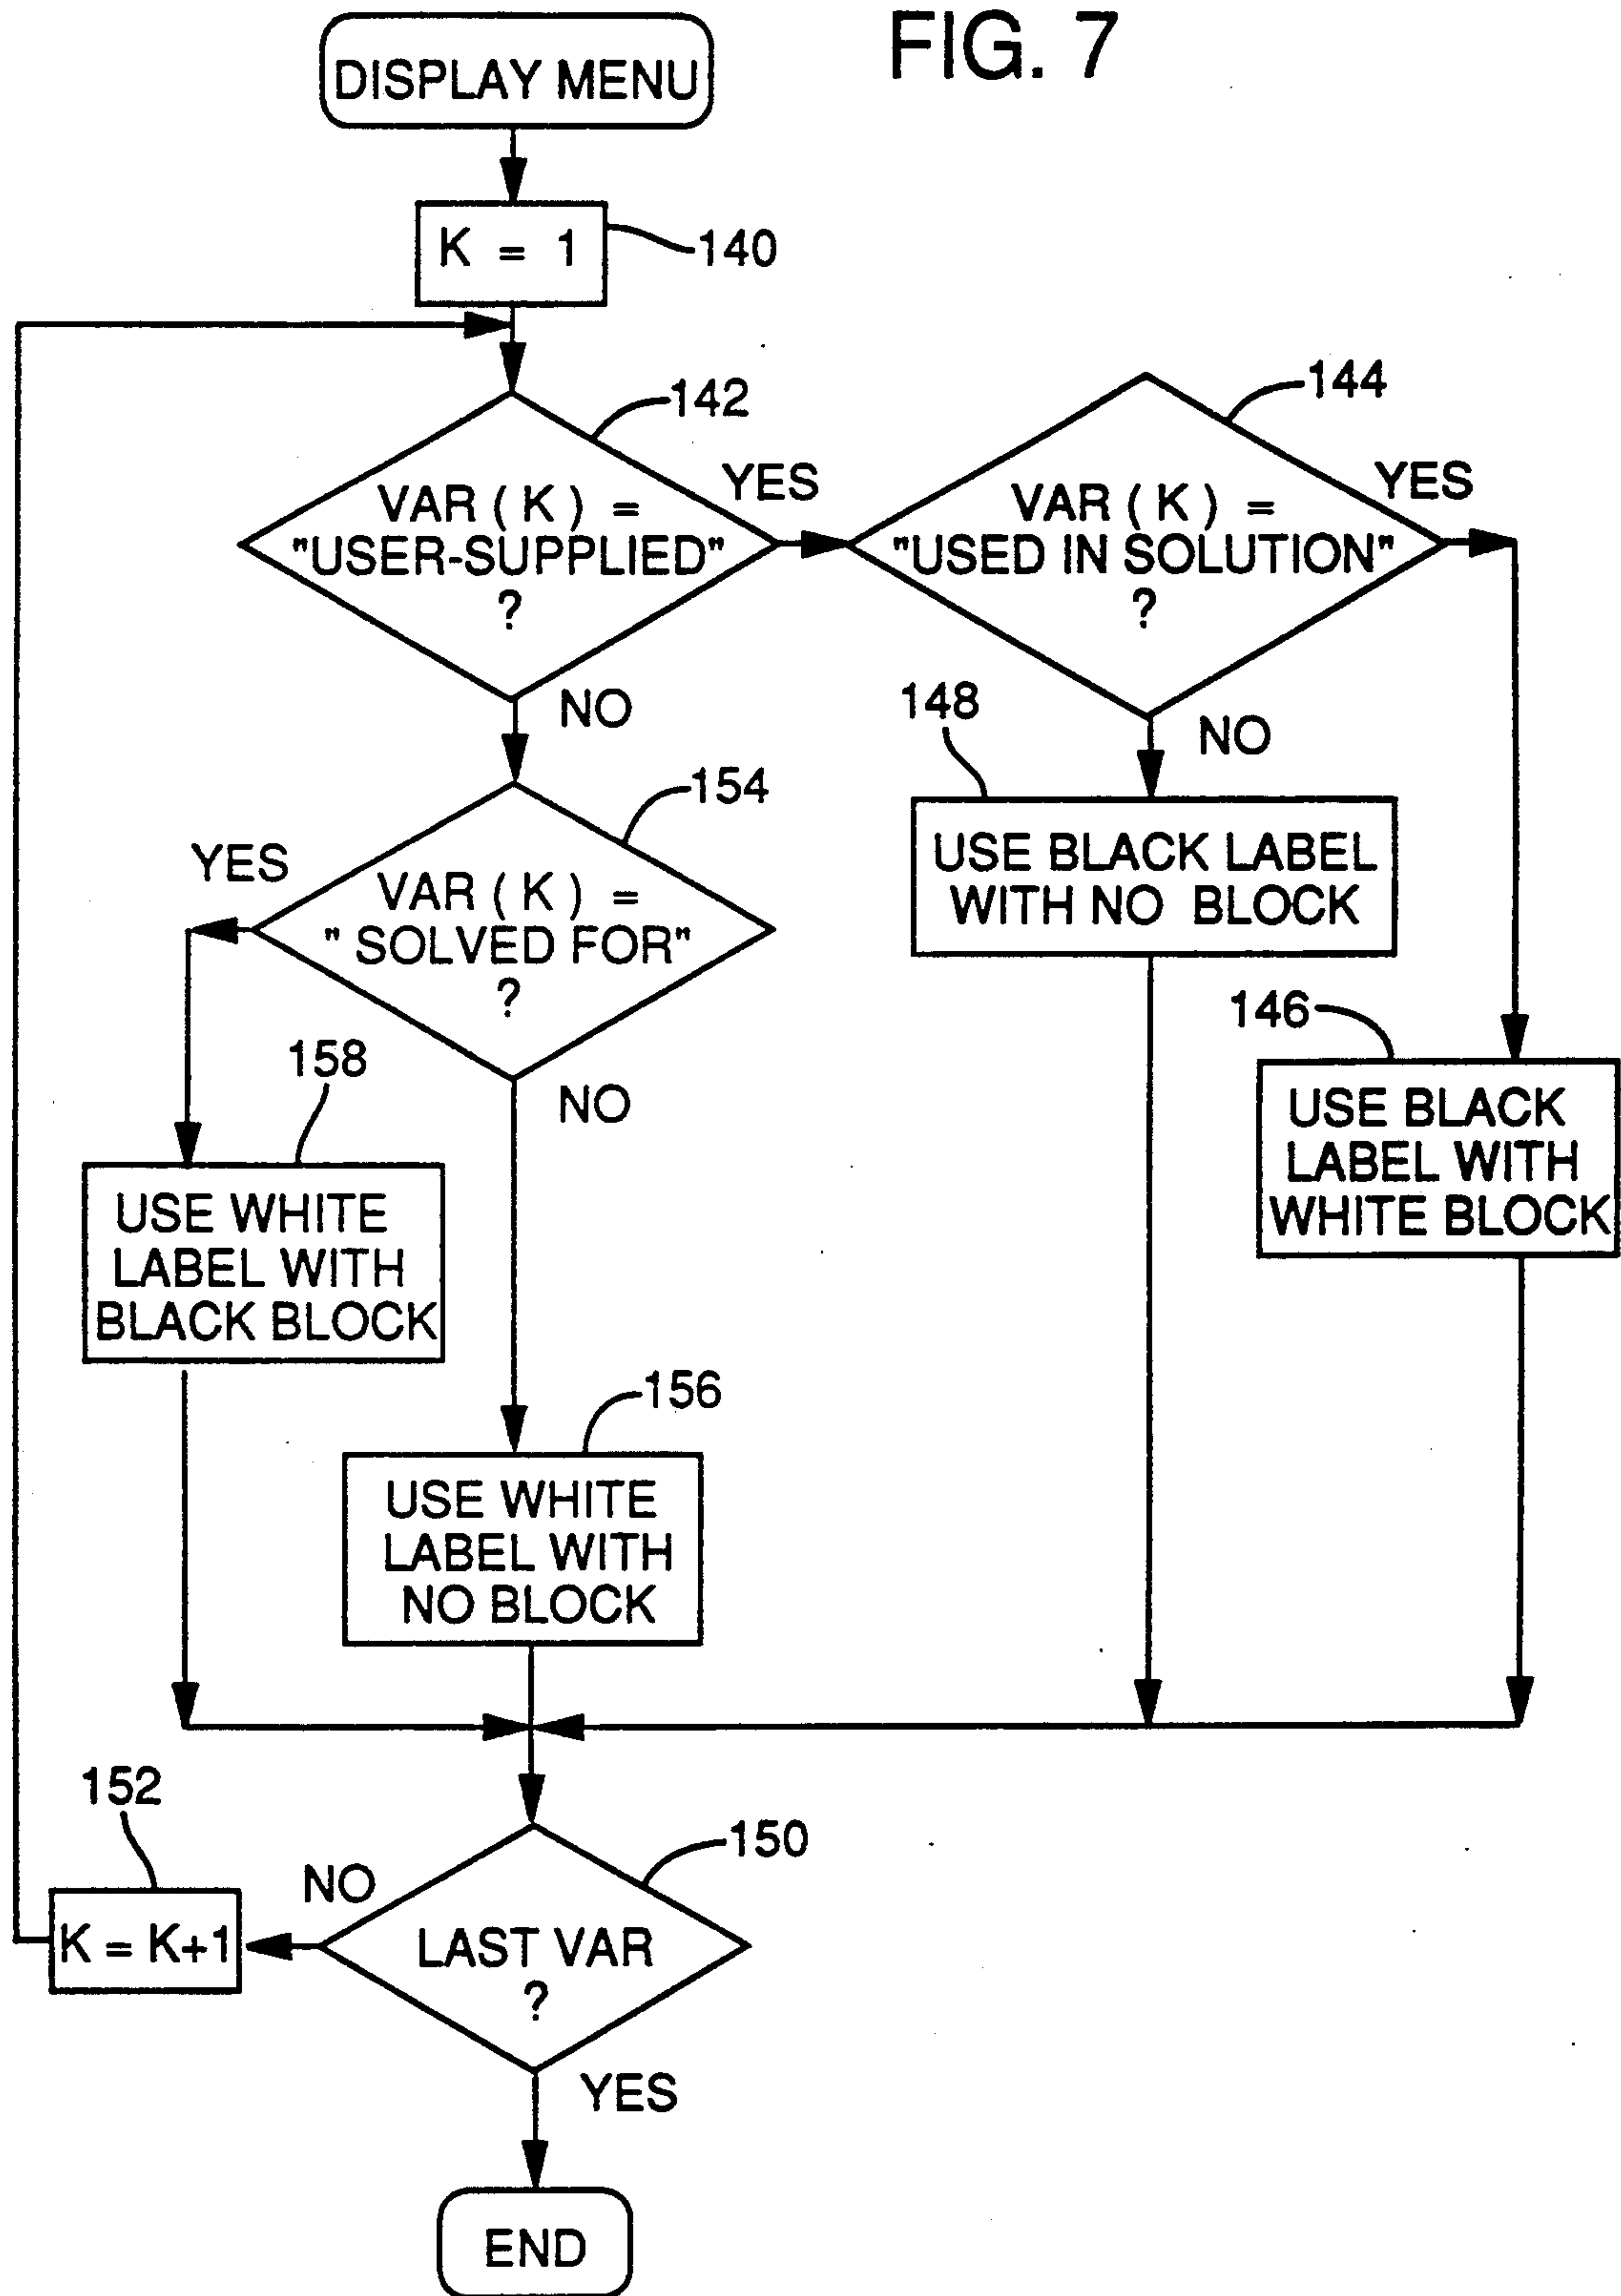 FIG. 7
DISPLAY MENU
K = 1
140
142
144
VAR ( K ) =
"USER-SUPPLIED"
?
YES
NO
VAR ( K ) =
"USED IN SOLUTION"
?
YES
NO
148
USE BLACK LABEL
WITH NO BLOCK
154
YES
VAR ( K ) =
" SOLVED FOR"
?
NO
146
USE BLACK
LABEL WITH
WHITE BLOCK
158
USE WHITE
LABEL WITH
BLACK BLOCK
156
USE WHITE
LABEL WITH
NO BLOCK
152
K = K+1
NO
150
LAST VAR
?
YES
END